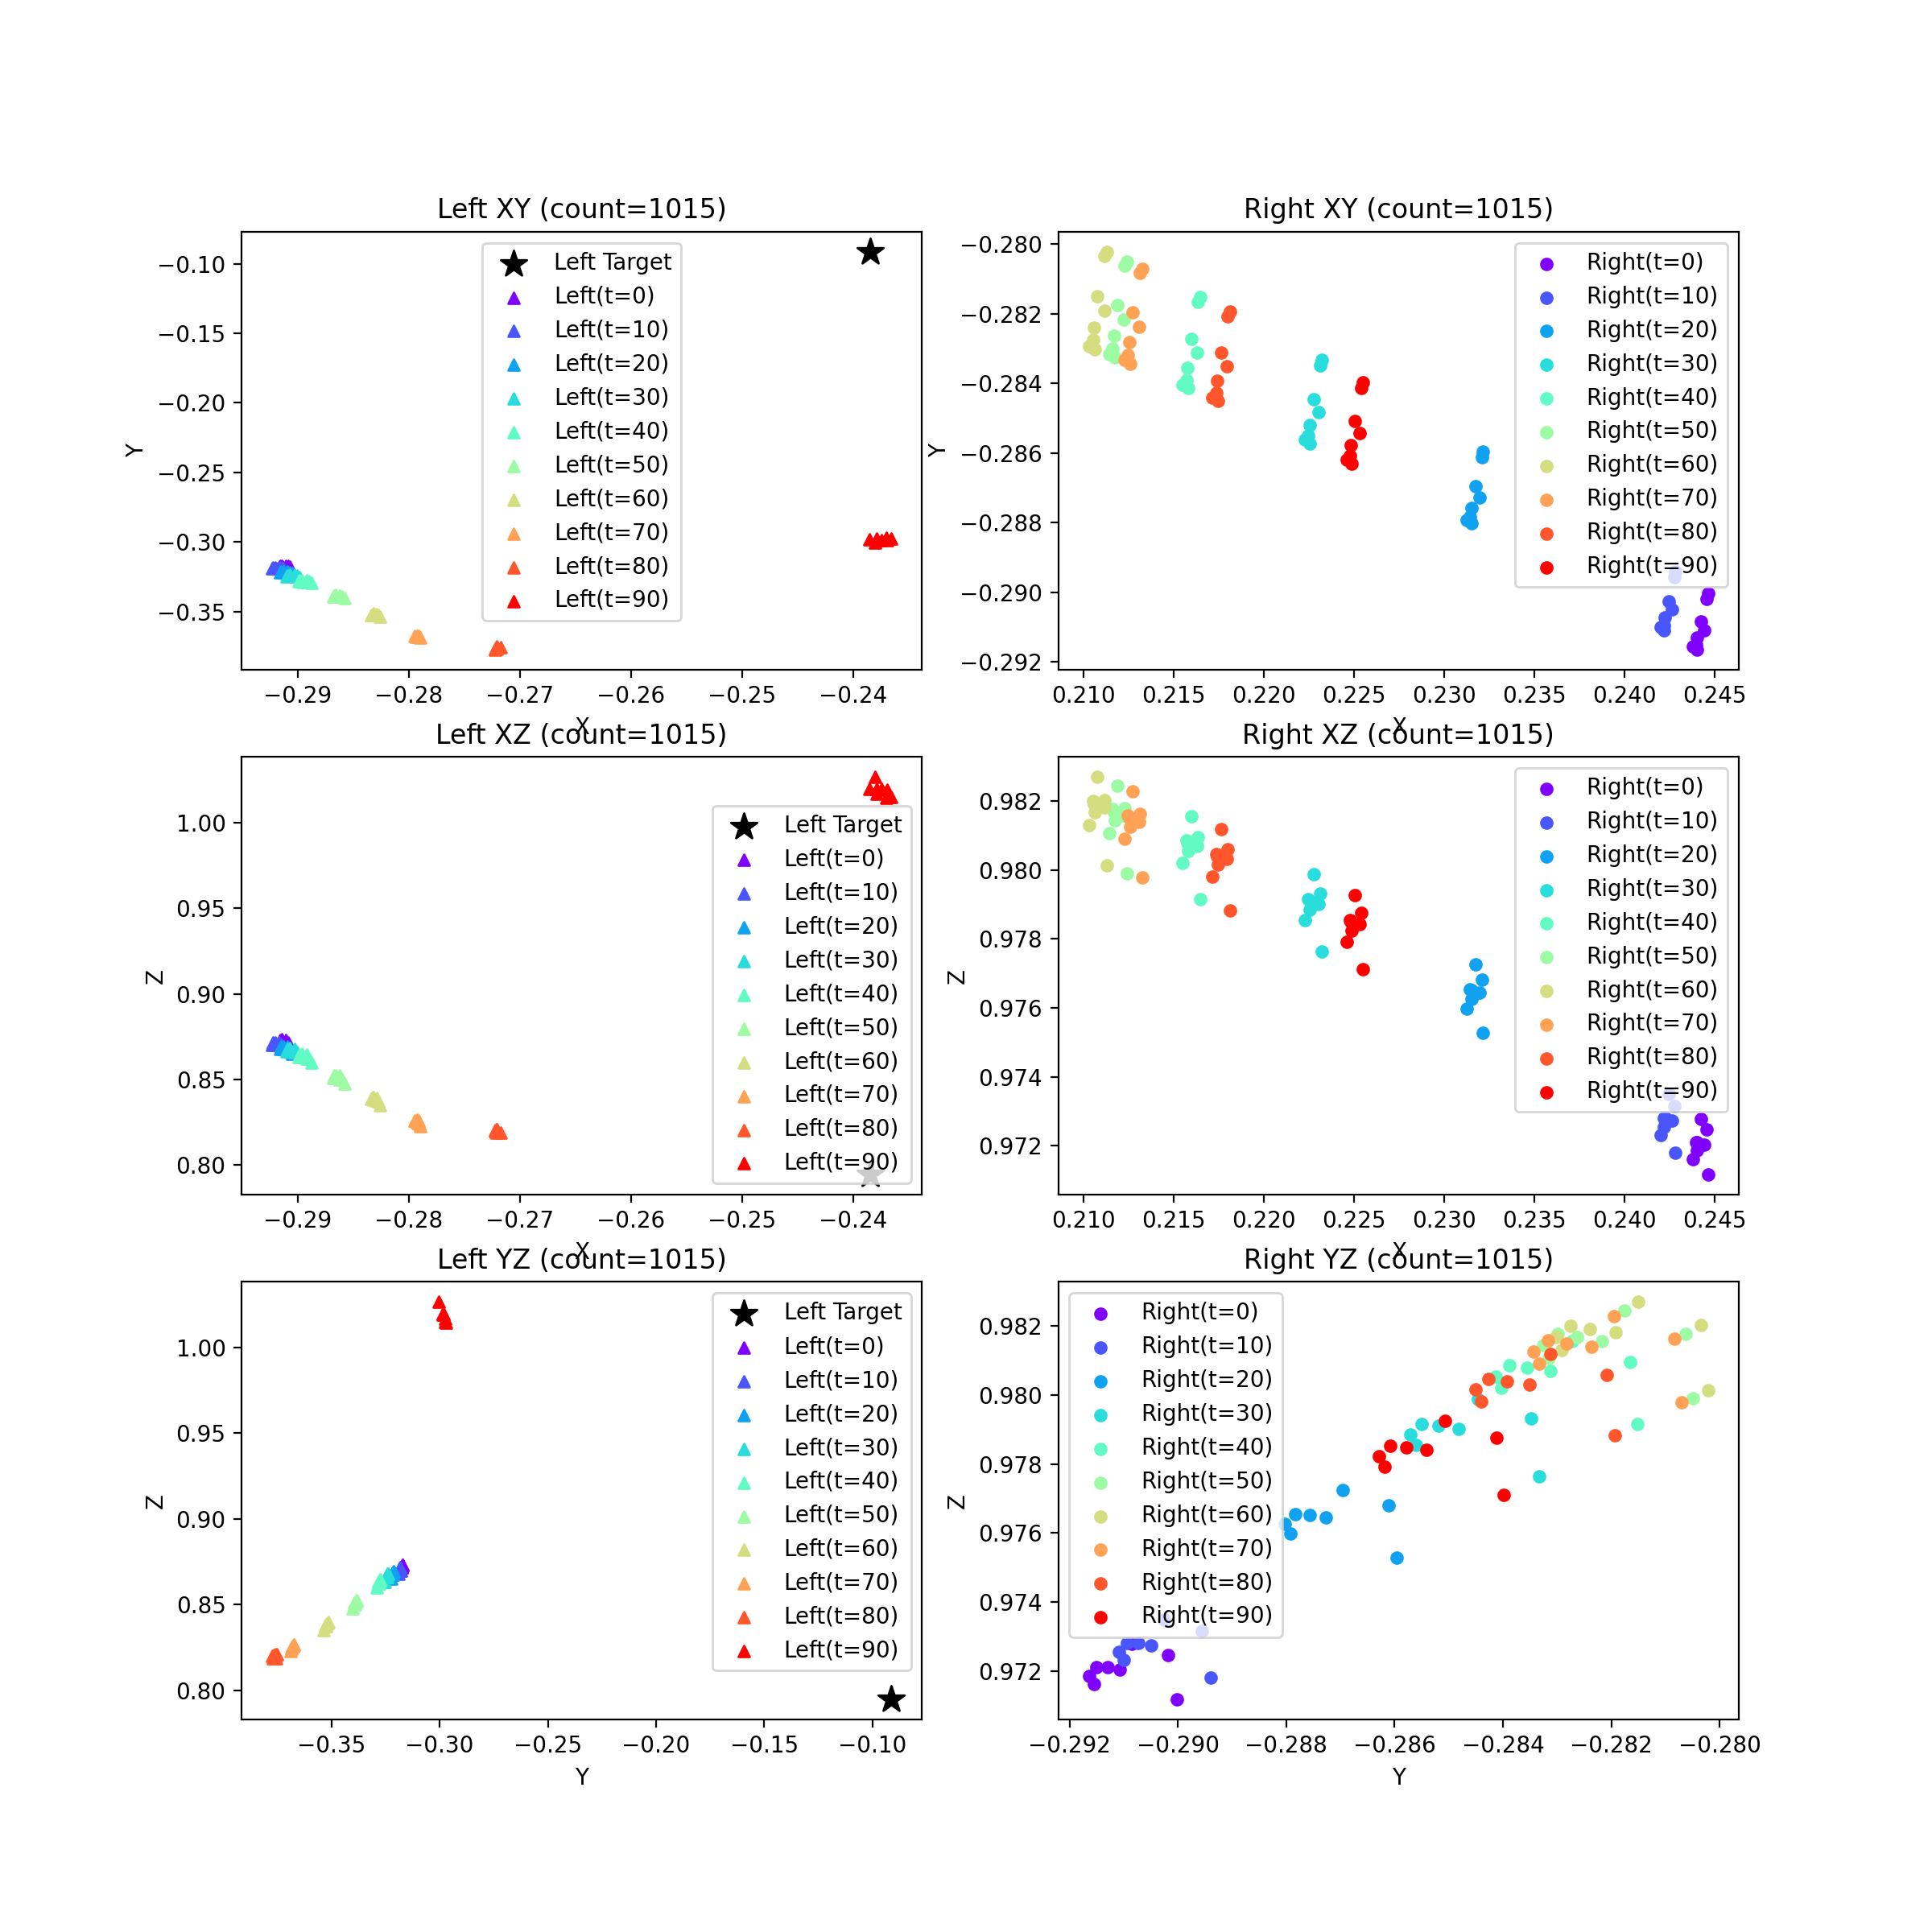 Left XY (count=1015)
Y
−0.10
−0.15
−0.20
−0.25
−0.30
−0.35
Left Target
Left(t=0)
Left(t=10)
Left(t=20)
Left(t=30)
Left(t=40)
Left(t=50)
Left(t=60)
Left(t=70)
Left(t=80)
Left(t=90)
−0.29 −0.28 −0.27 −0.26 −0.25 −0.24
X
Right XY (count=1015)
Y
−0.280
−0.282
−0.284
−0.286
−0.288
−0.290
−0.292
Right(t=0)
Right(t=10)
Right(t=20)
Right(t=30)
Right(t=40)
Right(t=50)
Right(t=60)
Right(t=70)
Right(t=80)
Right(t=90)
0.210 0.215 0.220 0.225 0.230 0.235 0.240 0.245
X
Left XZ (count=1015)
Z
1.00
0.95
0.90
0.85
0.80
Left Target
Left(t=0)
Left(t=10)
Left(t=20)
Left(t=30)
Left(t=40)
Left(t=50)
Left(t=60)
Left(t=70)
Left(t=80)
Left(t=90)
−0.29 −0.28 −0.27 −0.26 −0.25 −0.24
X
Right XZ (count=1015)
Z
0.982
0.980
0.978
0.976
0.974
0.972
Right(t=0)
Right(t=10)
Right(t=20)
Right(t=30)
Right(t=40)
Right(t=50)
Right(t=60)
Right(t=70)
Right(t=80)
Right(t=90)
0.210 0.215 0.220 0.225 0.230 0.235 0.240 0.245
X
Left YZ (count=1015)
Z
1.00
0.95
0.90
0.85
0.80
Left Target
Left(t=0)
Left(t=10)
Left(t=20)
Left(t=30)
Left(t=40)
Left(t=50)
Left(t=60)
Left(t=70)
Left(t=80)
Left(t=90)
−0.35 −0.30 −0.25 −0.20 −0.15 −0.10
Y
Right YZ (count=1015)
Z
0.982
0.980
0.978
0.976
0.974
0.972
Right(t=0)
Right(t=10)
Right(t=20)
Right(t=30)
Right(t=40)
Right(t=50)
Right(t=60)
Right(t=70)
Right(t=80)
Right(t=90)
−0.292 −0.290 −0.288 −0.286 −0.284 −0.282 −0.280
Y